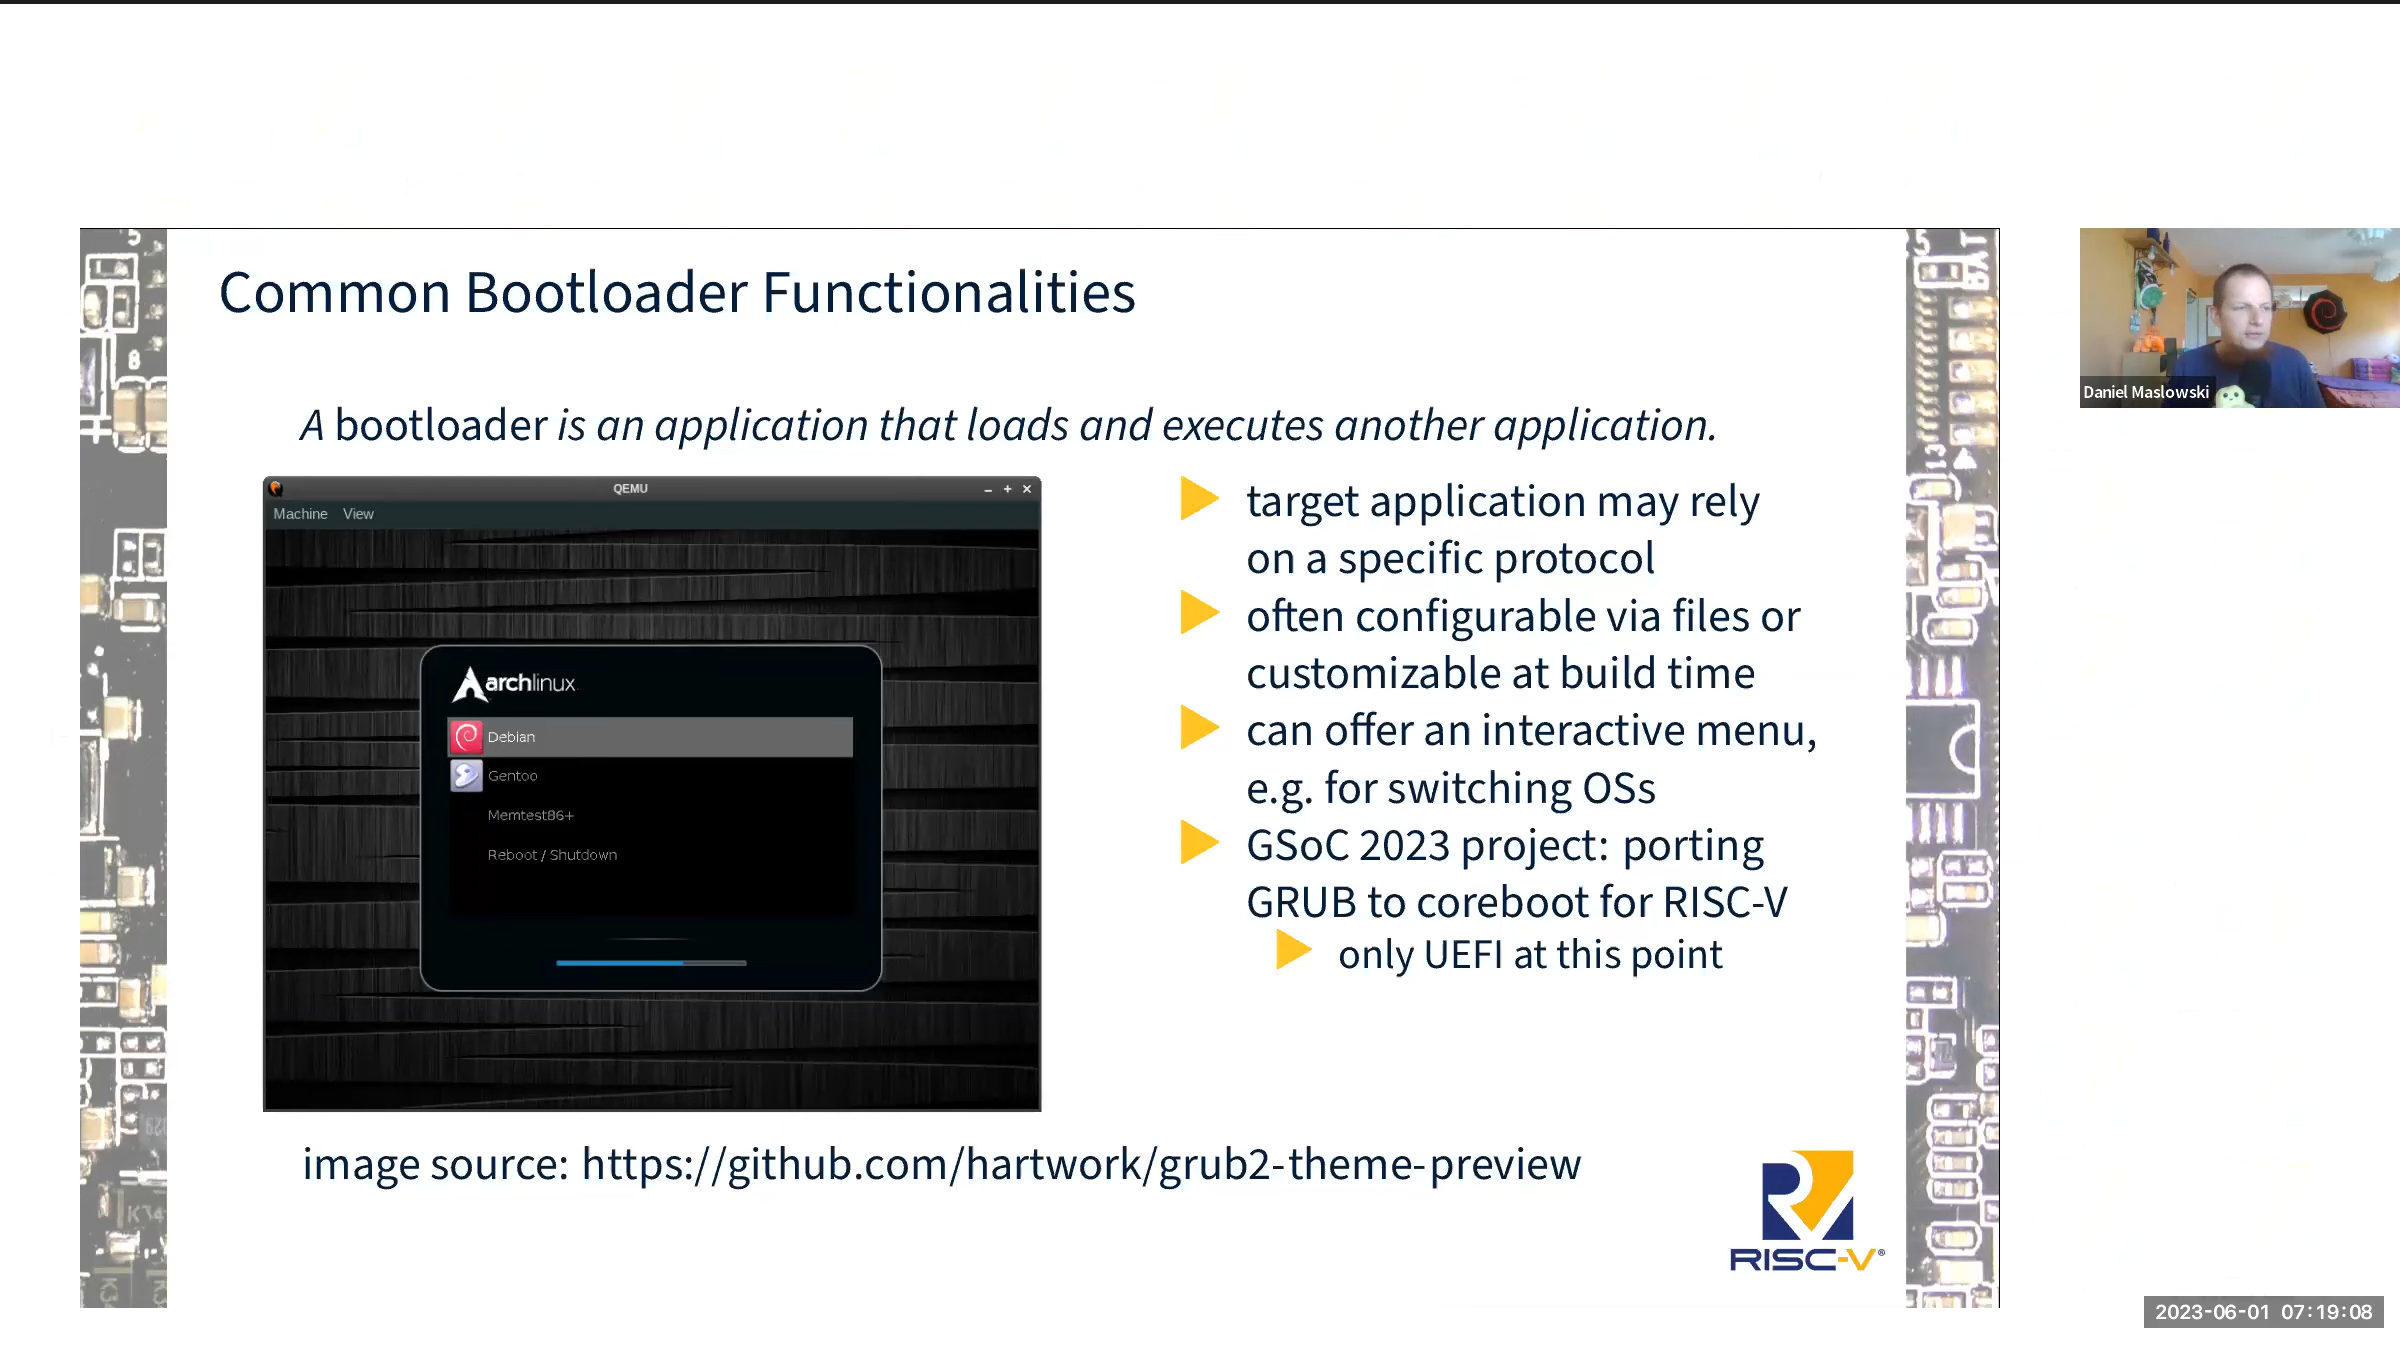 Common Bootloader Functionalities
A bootloader is an application that loads and executes another application.
QEMU
Machine View
archlinux
Debian
Gentoo
Memtest86+
Reboot / Shutdown
target application may rely
on a specific protocol
often configurable via files or
customizable at build time
can offer an interactive menu,
e.g. for switching OSs
GSoC 2023 project: porting
GRUB to coreboot for RISC-V
only UEFI at this point
image source: https://github.com/hartwork/grub2-theme-preview
RISC-V®
Daniel Maslowski
2023-06-01 07:19:08